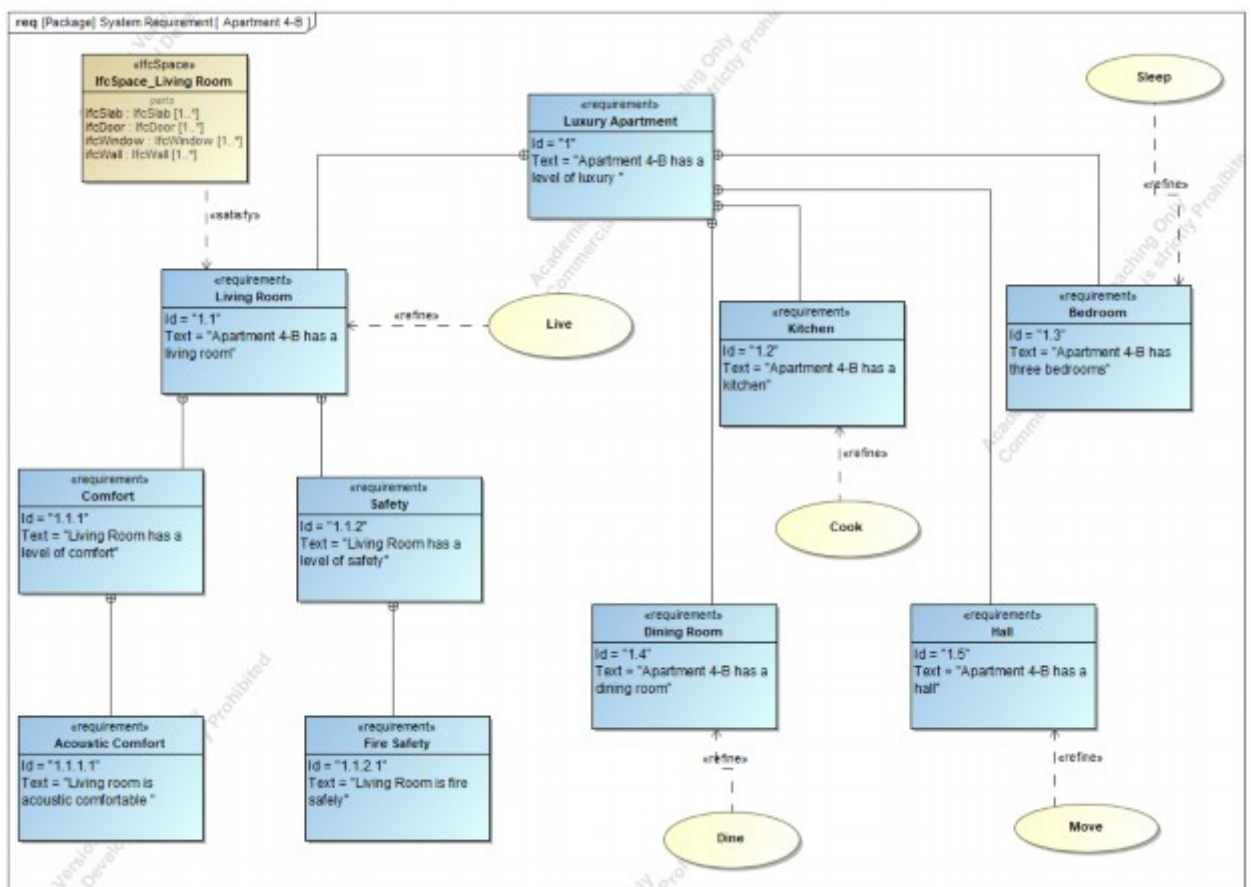 req [Package] System Requirement [ Apartment 4-B ]
«IfcSpace»
IfcSpace_Living Room
parts
ifcSlab : IfcSlab [1..*]
ifcDoor : IfcDoor [1..*]
ifcWindow : IfcWindow [1..*]
ifcWall : IfcWall [1..*]
«satisfy»
«requirement»
Luxury Apartment
Id = "1"
Text = "Apartment 4-B has a
level of luxury "
Sleep
«refine»
«requirement»
Living Room
Id = "1.1"
Text = "Apartment 4-B has a
living room"
«refine»
Live
«requirement»
Kitchen
Id = "1.2"
Text = "Apartment 4-B has a
kitchen"
«refine»
Cook
«requirement»
Bedroom
Id = "1.3"
Text = "Apartment 4-B has
three bedrooms"
«requirement»
Comfort
Id = "1.1.1"
Text = "Living Room has a
level of comfort"
«requirement»
Safety
Id = "1.1.2"
Text = "Living Room has a
level of safety"
«requirement»
Dining Room
Id = "1.4"
Text = "Apartment 4-B has a
dining room"
«refine»
Dine
«requirement»
Hall
Id = "1.5"
Text = "Apartment 4-B has a
hall"
«refine»
Move
«requirement»
Acoustic Comfort
Id = "1.1.1.1"
Text = "Living room is
acoustic comfortable "
«requirement»
Fire Safety
Id = "1.1.2.1"
Text = "Living Room is fire
safely"